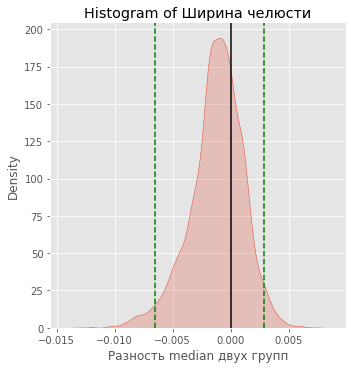 Histogram of Ширина челюсти
200
175
150
125
100
75
50
25
0
Density
−0.015 −0.010 −0.005 0.000 0.005
Разность median двух групп